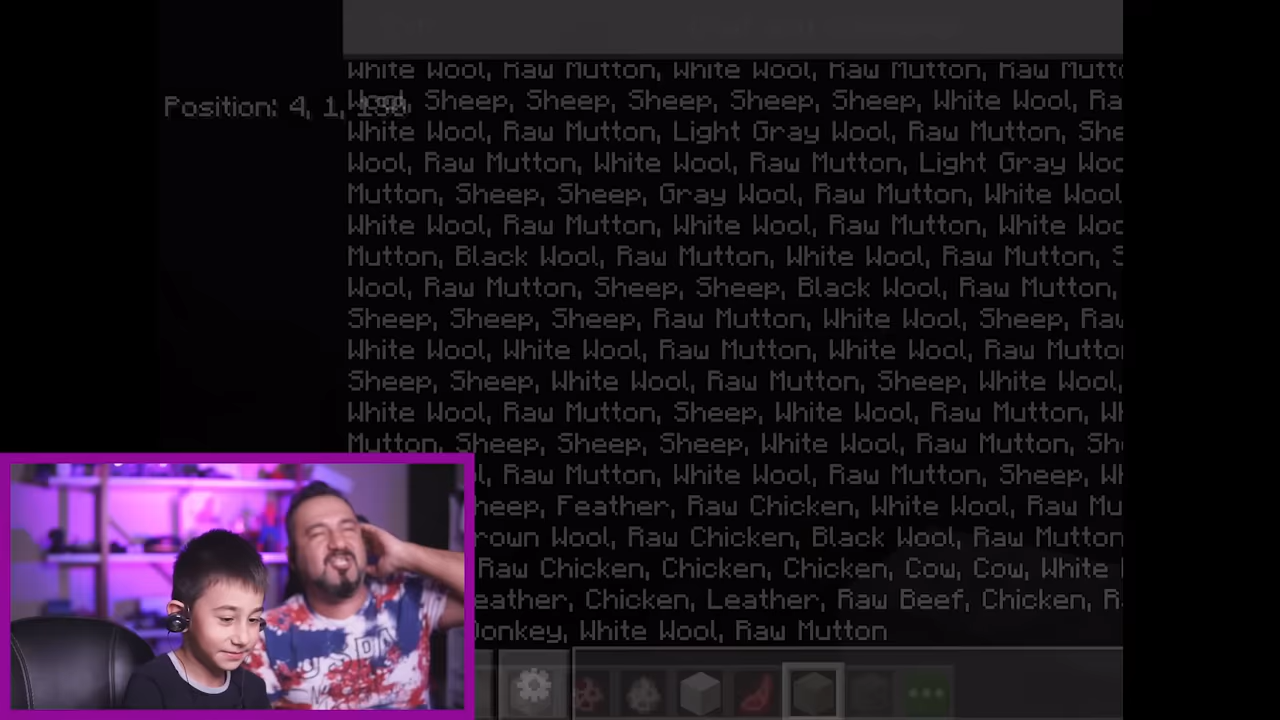 White Wool, Raw Mutton, White Wool, Raw Mutton, Raw
Position: 4, 1,
Wool, Sheep, Sheep, Sheep, Sheep, Sheep, White Wool,
White Wool, Raw Mutton, Light Gray Wool, Raw Mutton,
Wool, Raw Mutton, White Wool, Raw Mutton, Light Gray
Mutton, Sheep, Sheep, Gray Wool, Raw Mutton, White Wool
White Wool, Raw Mutton, White Wool, Raw Mutton, White
Mutton, Black Wool, Raw Mutton, White Wool, Raw Mutton,
Wool, Raw Mutton, Sheep, Sheep, Black Wool, Raw Mutton,
Sheep, Sheep, Sheep, Raw Mutton, White Wool, Sheep,
White Wool, White Wool, Raw Mutton, White Wool, Raw
Sheep, Sheep, White Wool, Raw Mutton, Sheep, White Wool,
White Wool, Raw Mutton, Sheep, White Wool, Raw Mutton,
Mutton, Sheep, Sheep, Sheep, White Wool, Raw Mutton,
Raw Mutton, White Wool, Raw Mutton, Sheep,
Feather, Raw Chicken, White Wool, Raw
Wool, Raw Chicken, Black Wool, Raw Mutton
Raw Chicken, Chicken, Chicken, Cow, Cow, White
Chicken, Leather, Raw Beef, Chicken,
White Wool, Raw Mutton